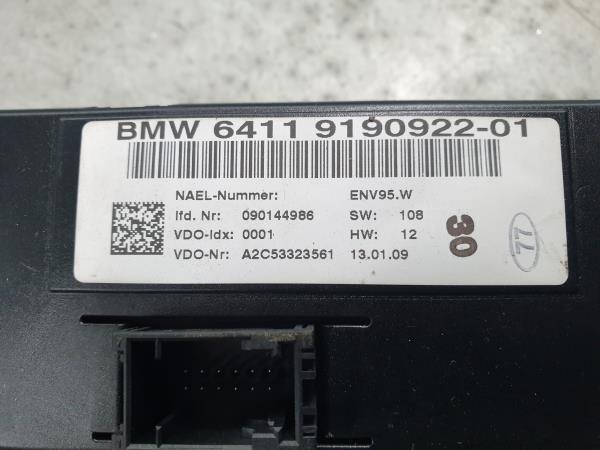 BMW 6411 9190922-01
NAEL-Nummer: ENV95.W
lfd. Nr: 090144986 SW: 108
VDO-Idx: 0001 HW: 12
VDO-Nr: A2C53323561 13.01.09
30
77